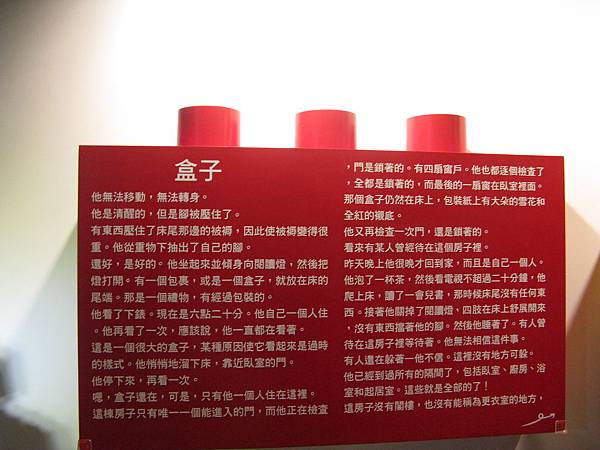 盒子
他無法移動，無法轉身。
他是清醒的，但是腳被壓住了。
有東西壓住了床尾那邊的被褥，因此使被褥變得很
重。他從重物下抽出了自己的腳。
還好，是好的。他坐起來並傾身向閱讀燈，然後把
燈打開。有一個包裹，或是一個盒子，就放在床的
尾端。那是一個禮物，有經過包裝的。
他看了下錶。現在是六點二十分。他自己一個人住
。他再看了一次，應該說，他一直都在看著。
這是一個很大的盒子，某種原因使它看起來是過時
的樣式。他悄悄地溜下床，靠近臥室的門。
他停下來，再看一次。
嗯，盒子還在，可是，只有他一個人住在這裡。
這棟房子只有唯一一個能進入的門，而他正在檢查
，門是鎖著的。有四扇窗戶。他也都逐個檢查了
，全都是鎖著的，而最後的一扇窗在臥室裡面。
那個盒子仍然在床上，包裝紙上有大朵的雪花和
全紅的襯底。
他又再檢查一次門，還是鎖著的。
看來有某人曾經待在這個房子裡。
昨天晚上他很晚才回到家，而且是自己一個人。
他泡了一杯茶，然後看電視不超過二十分鐘，他
爬上床，讀了一會兒書，那時候床尾沒有任何東
西。接著他關掉了閱讀燈、四肢在床上舒展開來
，沒有東西擋著他的腳。然後他睡著了。有人曾
待在這房子裡等待著。他無法相信這件事。
有人還在躲著一他不信。這裡沒有地方可躲。
他已經到過所有的隔間了，包括臥室、廚房、浴
室和起居室。這些就是全部的了！
這房子沒有閣樓，也沒有能稱為更衣室的地方，